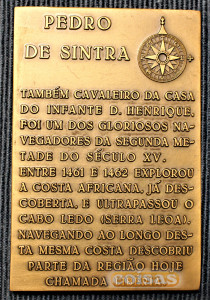 PEDRO
DE SINTRA
TAMBÉM CAVALEIRO DA CASA
DO INFANTE D. HENRIQUE,
FOI UM DOS GLORIOSOS NA-
VEGADORES DA SEGUNDA ME-
TADE DO SÉCULO XV.
ENTRE 1461 E 1462 EXPLOROU
A COSTA AFRICANA, JÁ DES-
COBERTA, E ULTRAPASSOU O
CABO LEDO (SERRA LEOA).
NAVEGANDO AO LONGO DES-
TA MESMA COSTA DESCOBRIU
PARTE DA REGIÃO HOJE
CHAMADA
coisas